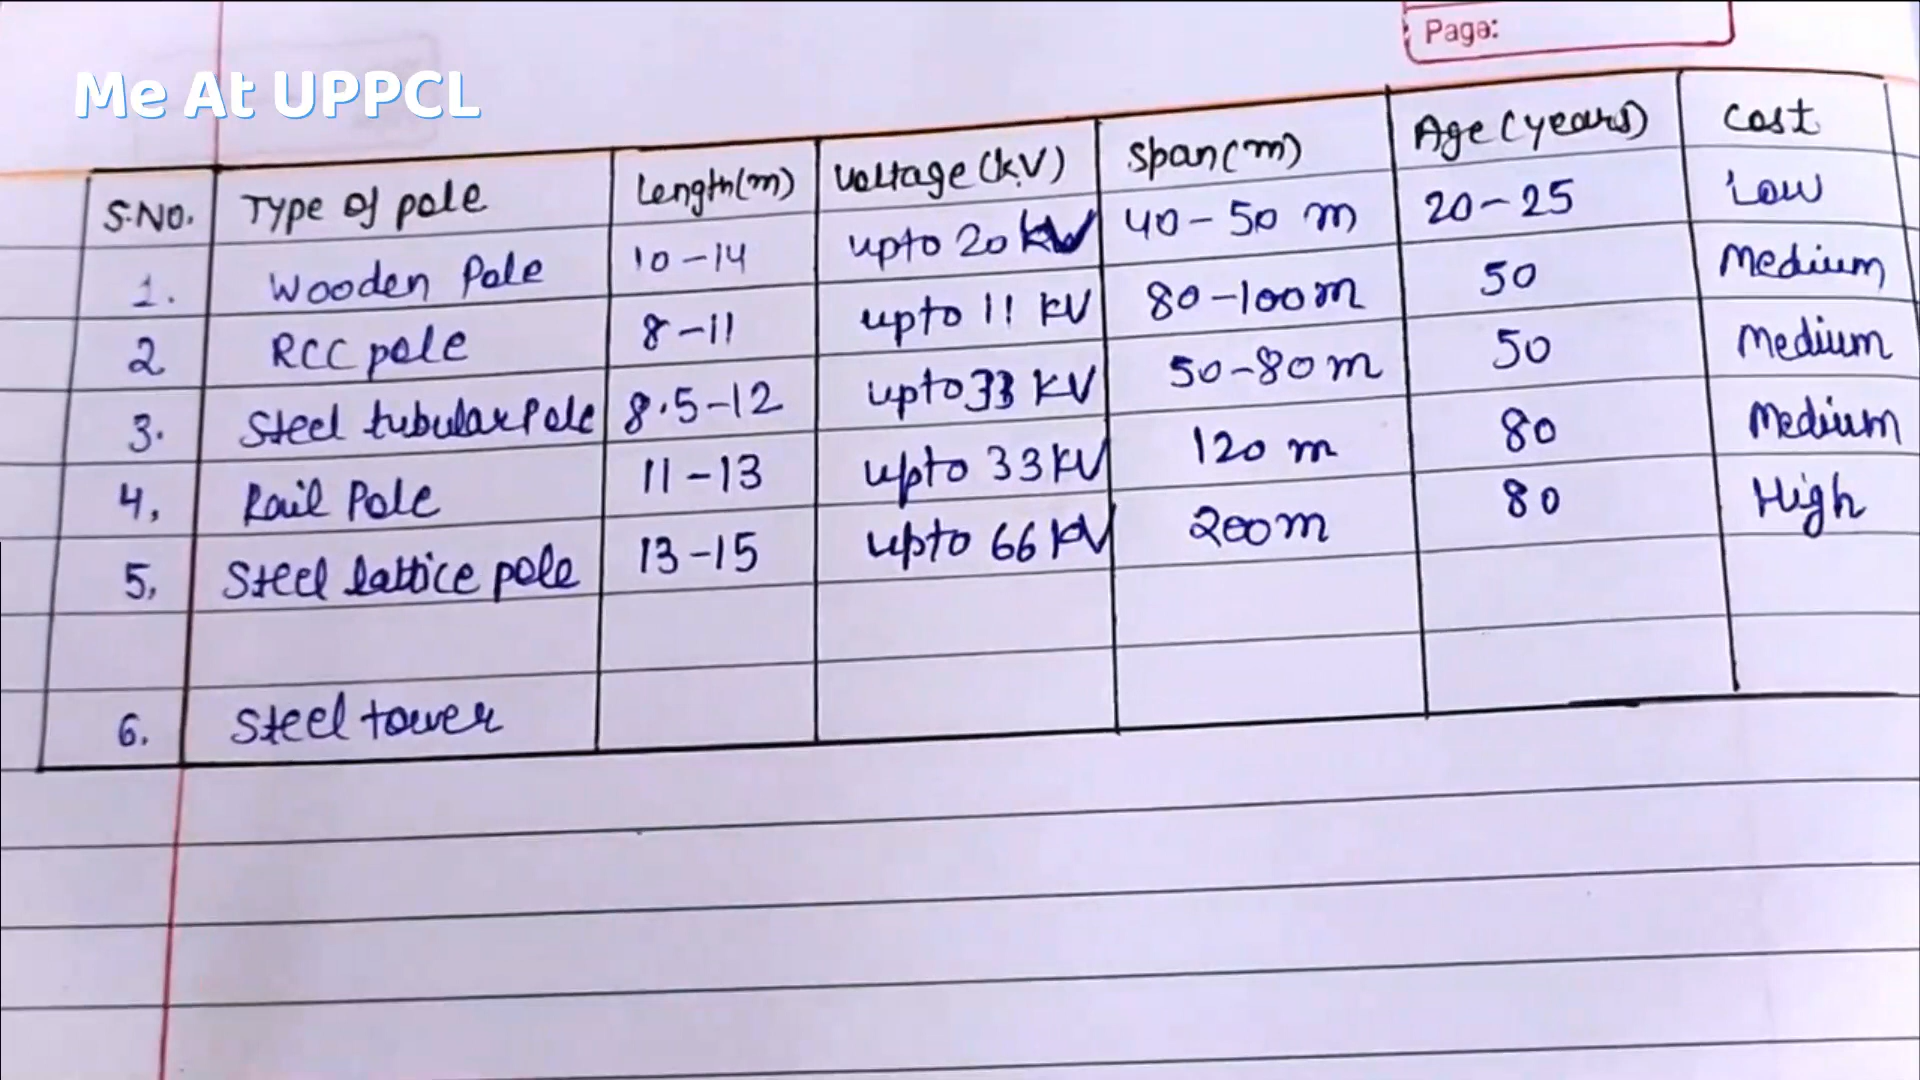 Page:
Me At UPPCL
S.No. Type of pole Length(m) Voltage(kV) Span(m) Age(years) Cost
1. Wooden Pole 10-14 upto 20 kV 40-50 m 20-25 Low
2 RCC pole 8-11 upto 11 kV 80-100m 50 Medium
3. Steel tubular Pole 8.5-12 upto 33 kV 50-80m 50 Medium
4. Rail Pole 11-13 upto 33 kV 120 m 80 Medium
5. Steel lattice pole 13-15 upto 66 kV 200m 80 High
6. Steel tower